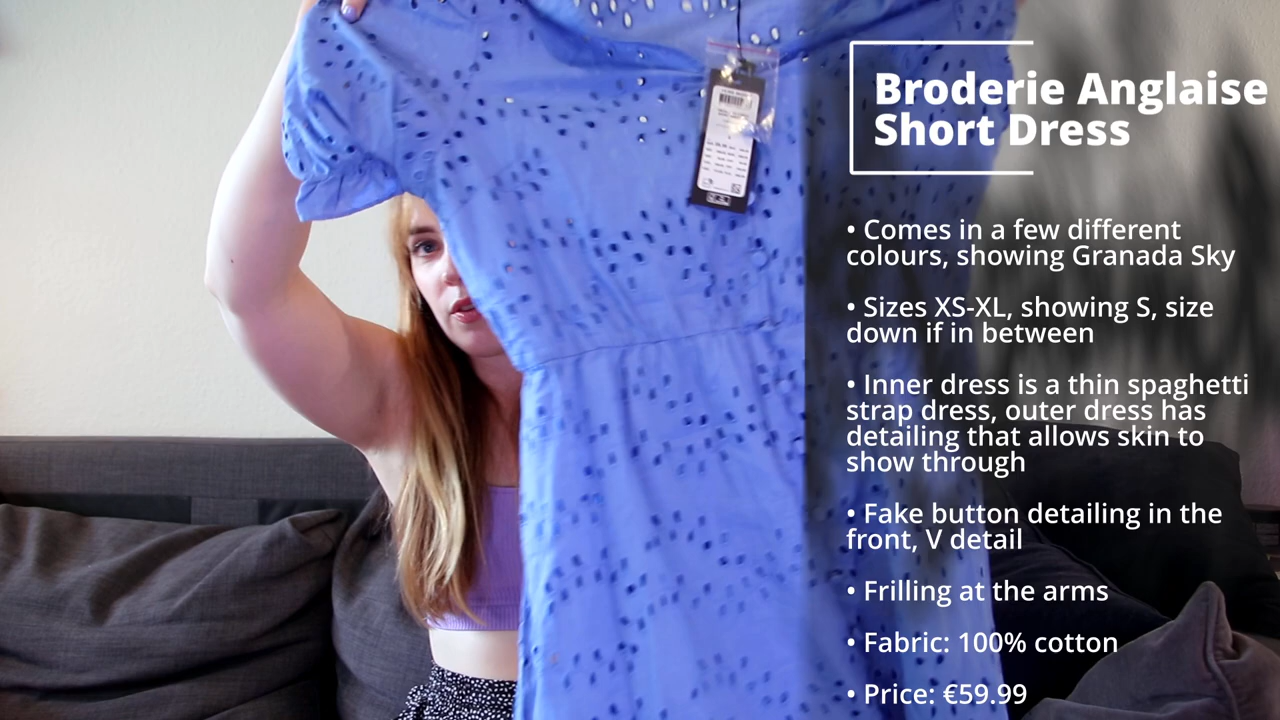 Broderie Anglaise
Short Dress
• Comes in a few different
colours, showing Granada Sky
• Sizes XS-XL, showing S, size
down if in between
• Inner dress is a thin spaghetti
strap dress, outer dress has
detailing that allows skin to
show through
• Fake button detailing in the
front, V detail
• Frilling at the arms
• Fabric: 100% cotton
• Price: €59.99